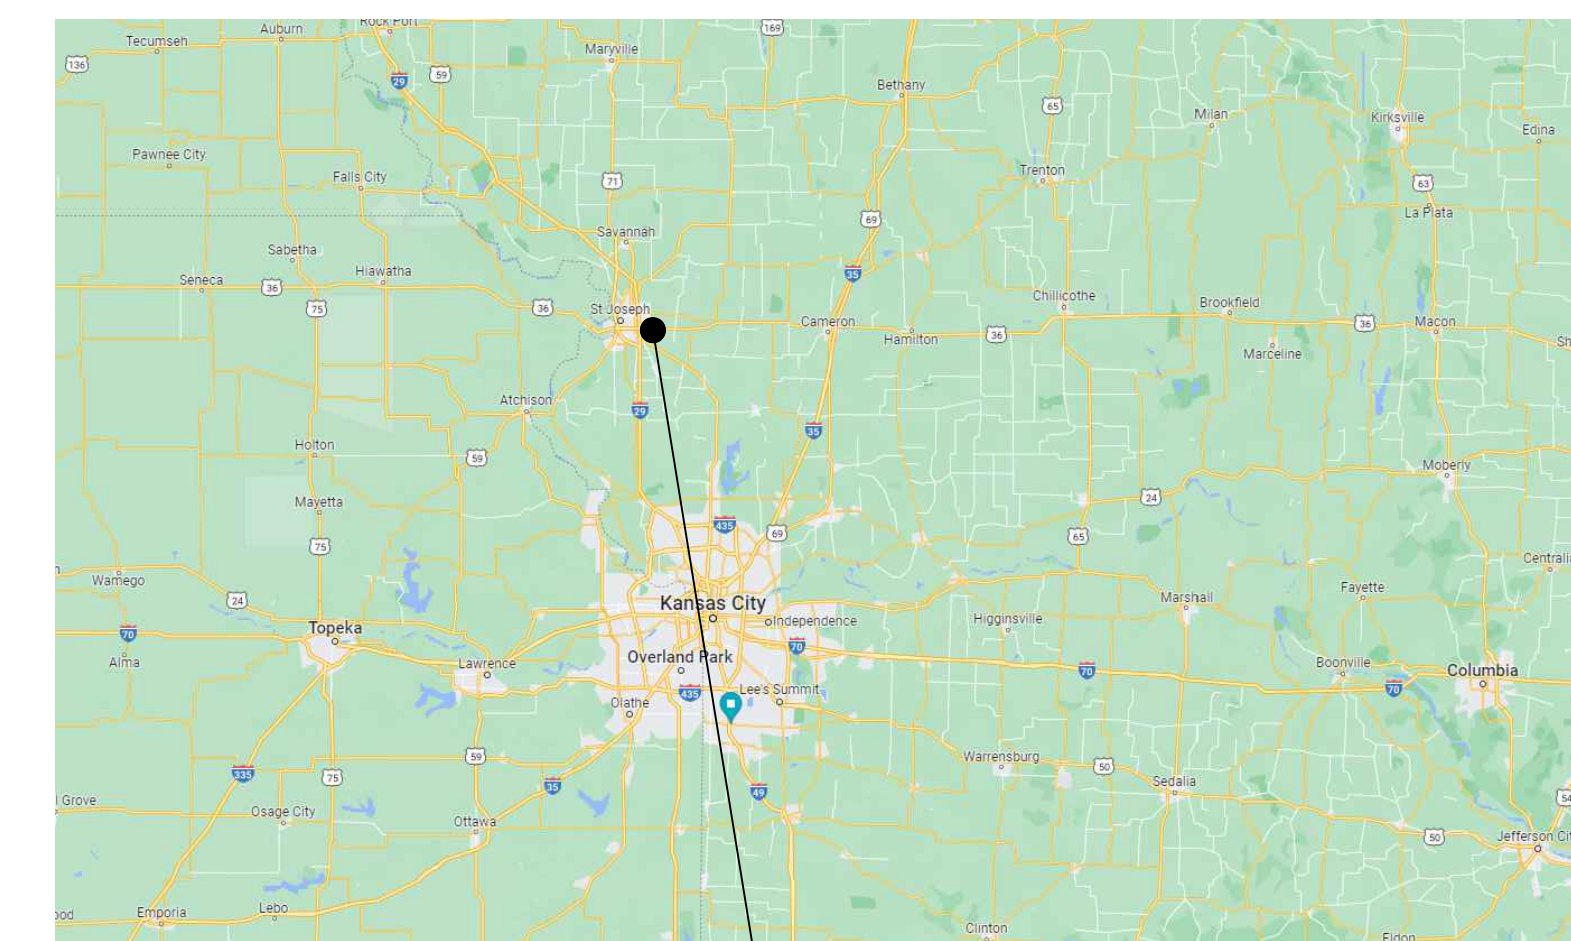 Rock Port
Auburn
169
Tecumseh
Maryville
136
29
59
Bethany
65
Milan
Kirksville
Edina
Pawnee City
Falls City
71
Trenton
63
La Plata
69
Savannah
Sabetha
Hiawatha
35
Seneca
36
75
36
St Joseph
Chillicothe
Brookfield
Cameron
Hamilton
36
36
Macon
Sh
Marceline
Atchison
29
35
Holton
59
Moberly
Mayetta
24
435
69
65
75
Centralia
Wamego
24
Fayette
Marshall
Kansas City
Independence
Higginsville
70
Topeka
70
Alma
Lawrence
Overland Park
70
Boonville
Columbia
435
Lee's Summit
70
Olathe
59
Warrensburg
50
335
75
35
49
Sedalia
l Grove
54
Osage City
Ottawa
50
Jefferson Cit
Emporia
Lebo
ood
Clinton
Eldon